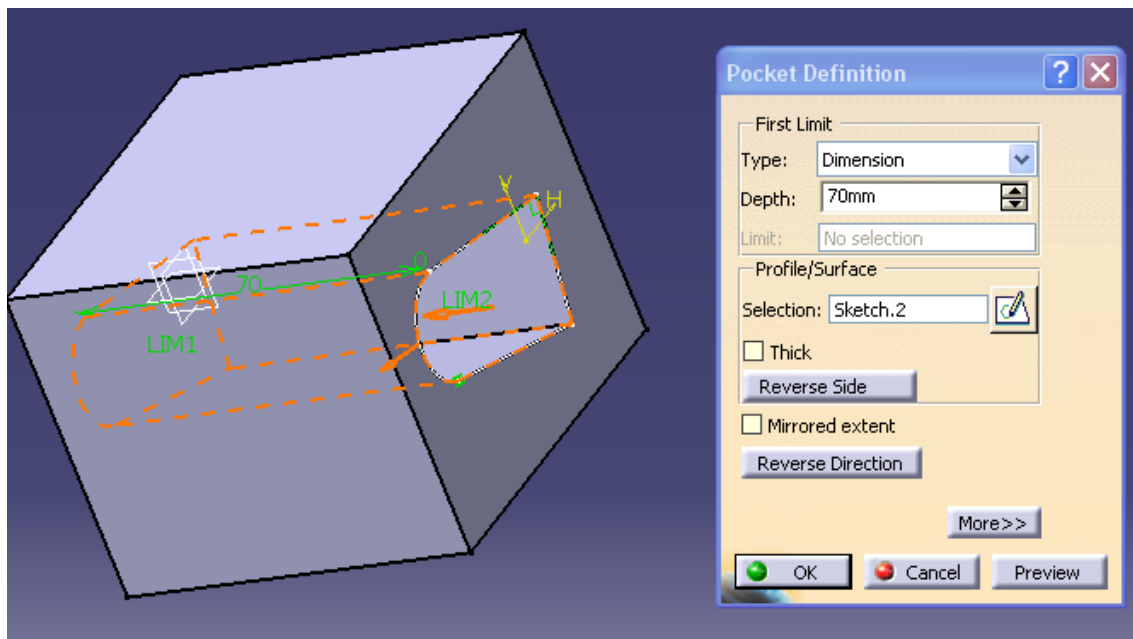 V
H
0
70
LIM2
LIM1
Pocket Definition
First Limit
Type: Dimension
Depth: 70mm
Limit: No selection
Profile/Surface
Selection: Sketch.2
Thick
Reverse Side
Mirrored extent
Reverse Direction
More>>
OK Cancel Preview